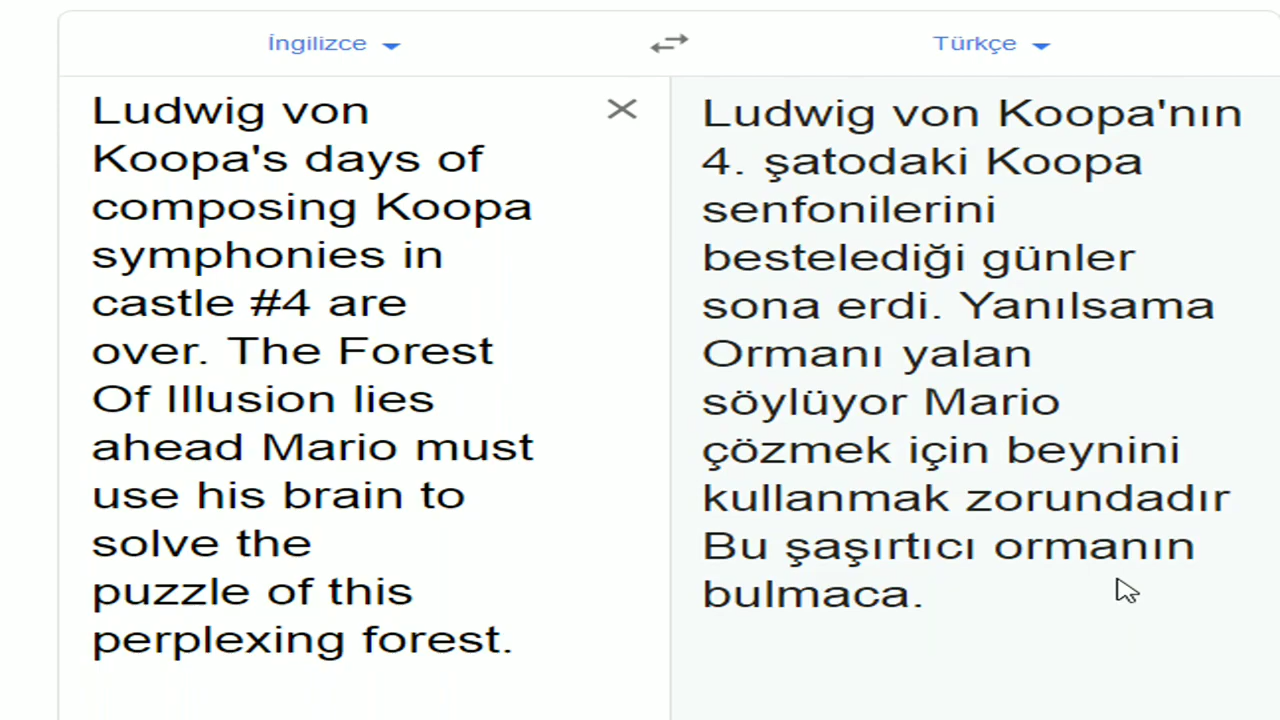 İngilizce
Türkçe
Ludwig von
Koopa's days of
composing Koopa
symphonies in
castle #4 are
over. The Forest
Of Illusion lies
ahead Mario must
use his brain to
solve the
puzzle of this
perplexing forest.
Ludwig von Koopa'nın
4. şatodaki Koopa
senfonilerini
bestelediği günler
sona erdi. Yanılsama
Ormanı yalan
söylüyor Mario
çözmek için beynini
kullanmak zorundadır
Bu şaşırtıcı ormanın
bulmaca.